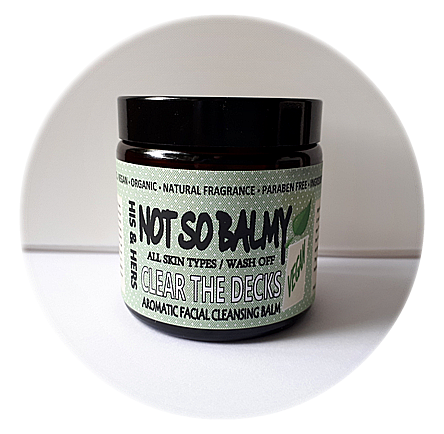 VEGAN • ORGANIC • NATURAL FRAGRANCE • PARABEN FREE •
HIS & HERS
NOT SO BALMY
ALL SKIN TYPES / WASH OFF
CLEAR THE DECKS
VEGAN
AROMATIC FACIAL CLEANSING BALM